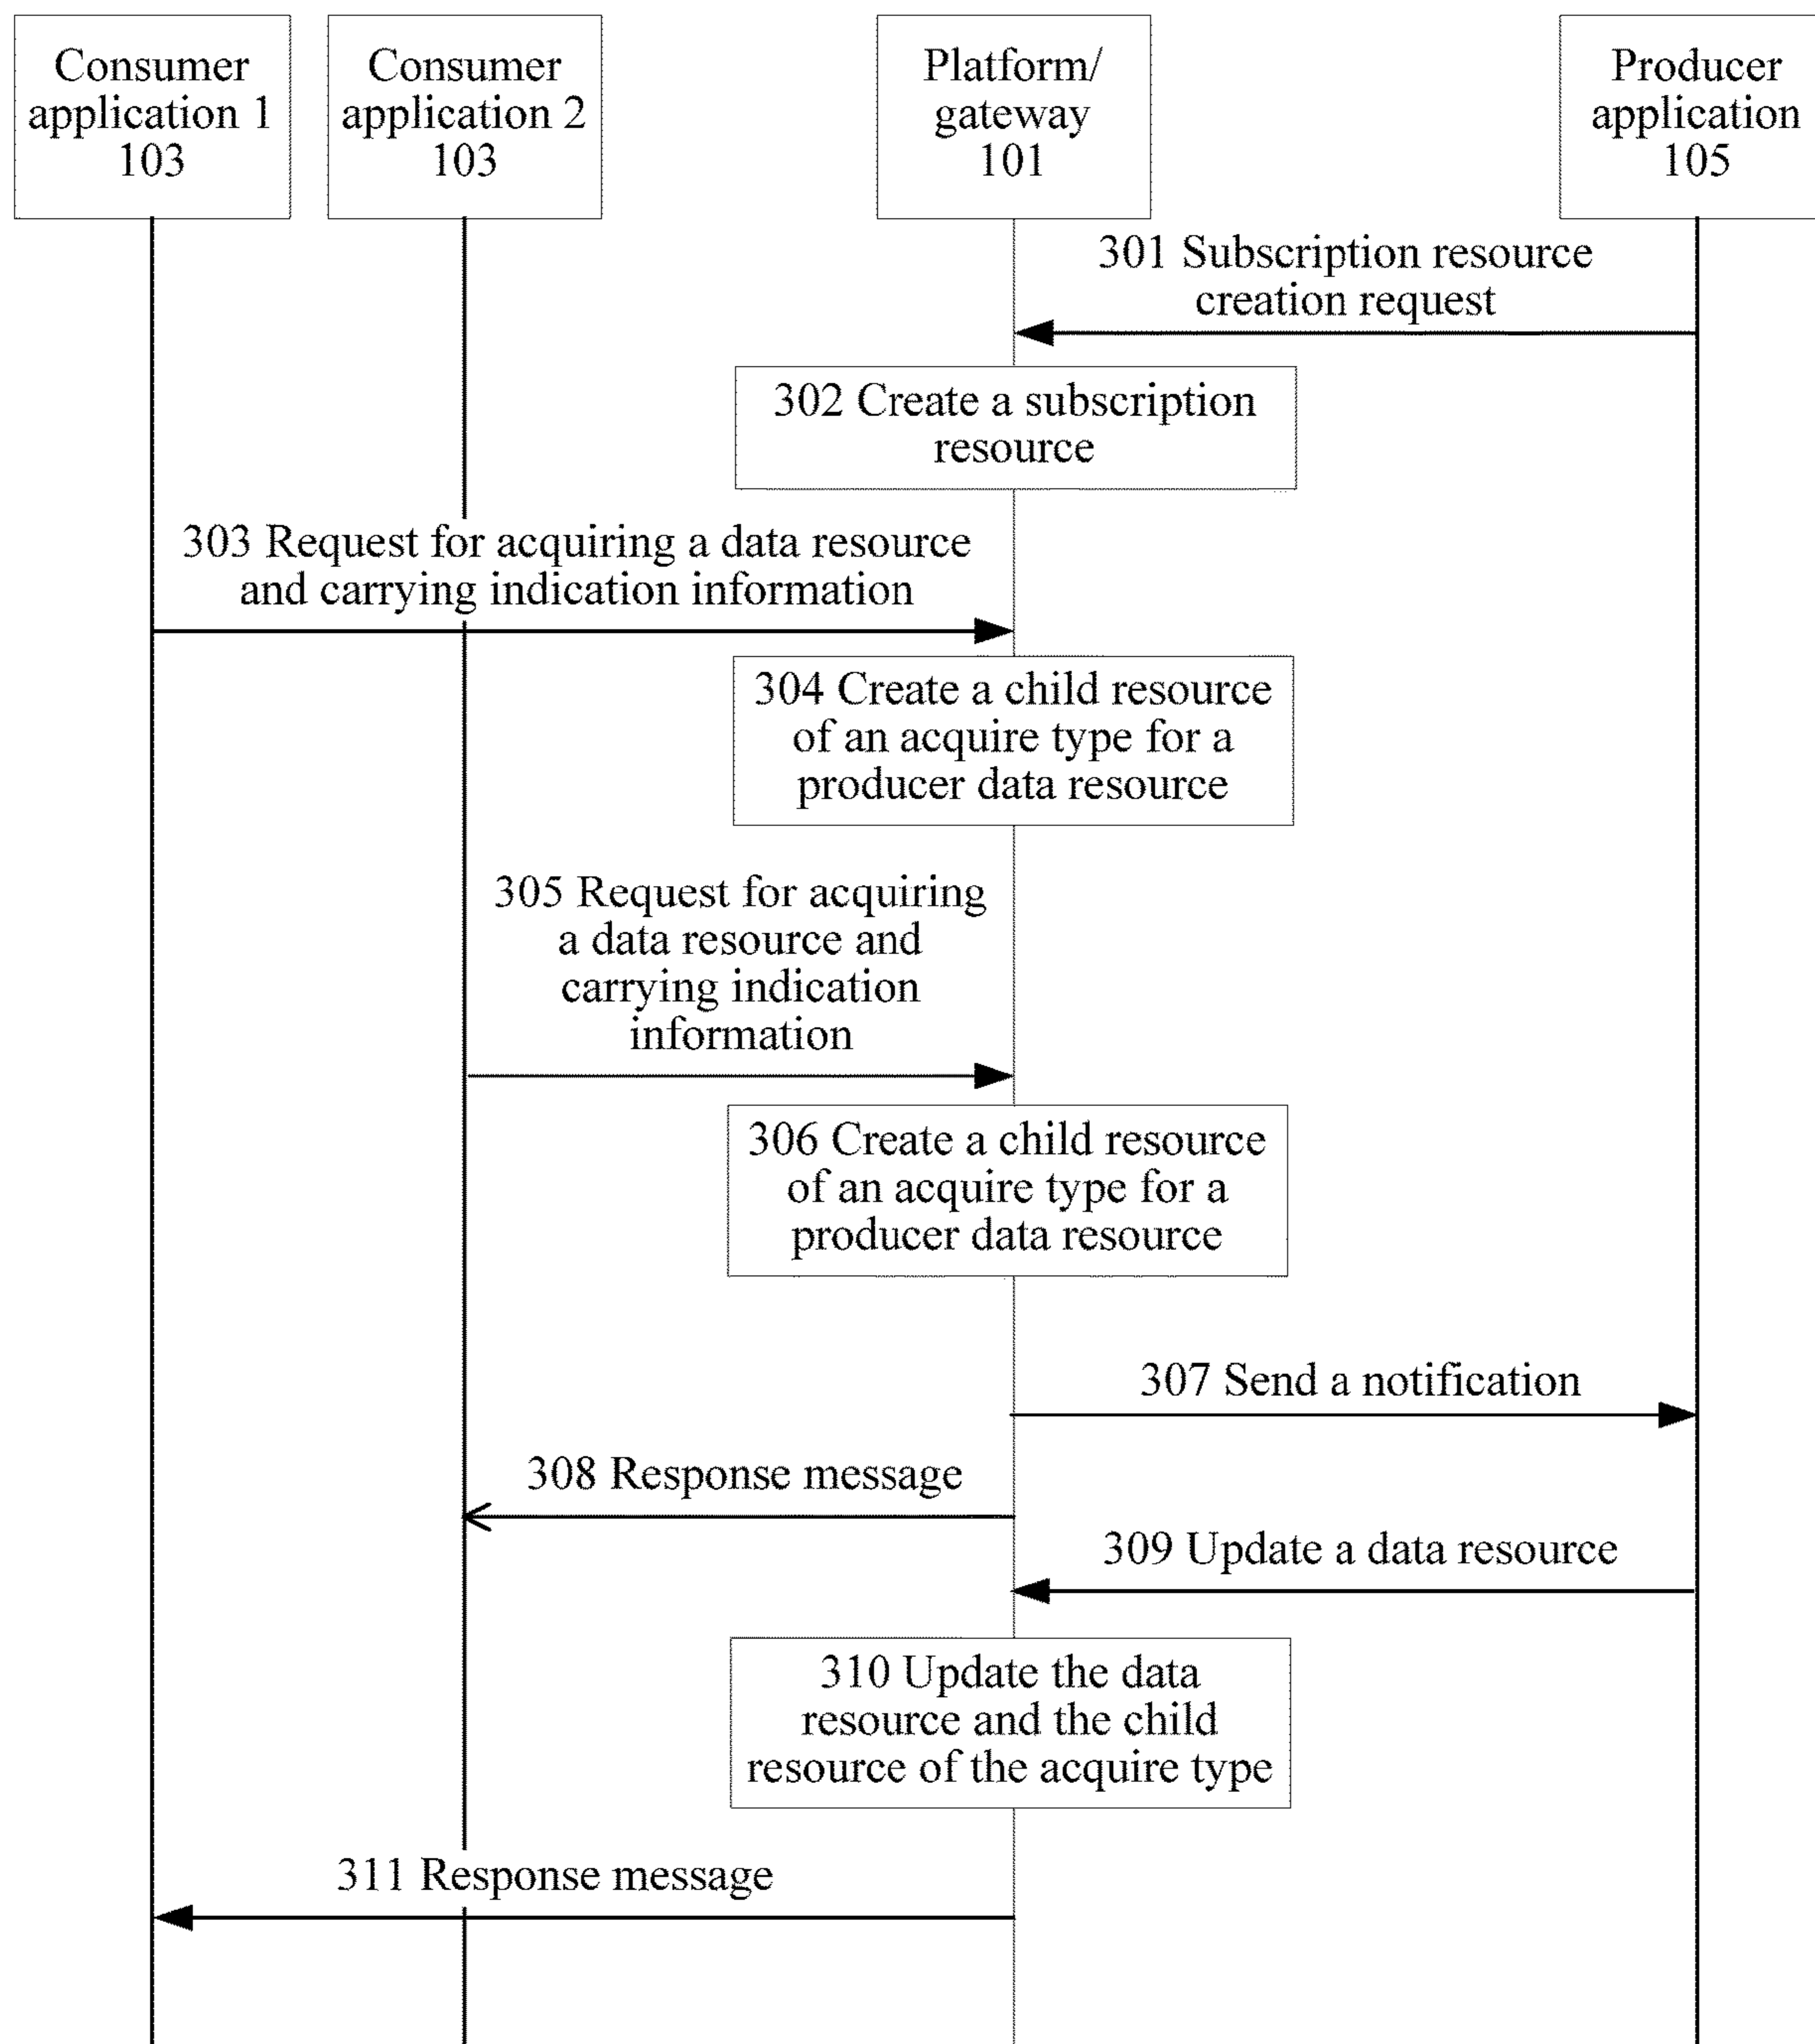 Consumer
application 1
103
Consumer
application 2
103
Platform/
gateway
101
Producer
application
105
301 Subscription resource
creation request
302 Create a subscription
resource
303 Request for acquiring a data resource
and carrying indication information
304 Create a child resource
of an acquire type for a
producer data resource
305 Request for acquiring
a data resource and
carrying indication
information
306 Create a child resource
of an acquire type for a
producer data resource
307 Send a notification
308 Response message
309 Update a data resource
310 Update the data
resource and the child
resource of the acquire type
311 Response message